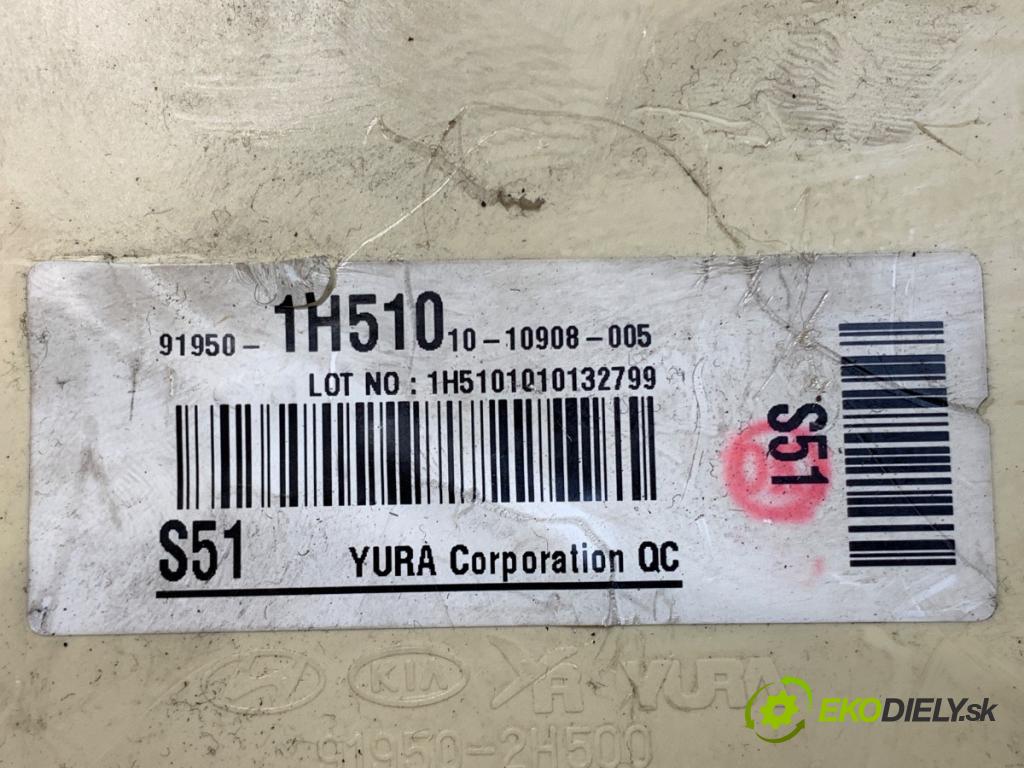 91950- 1H510 10-10908-005
LOT NO : 1H5101010132799
S51
S51
YURA Corporation QC
KIA YURA
91950-2H500
EKODIELY.sk